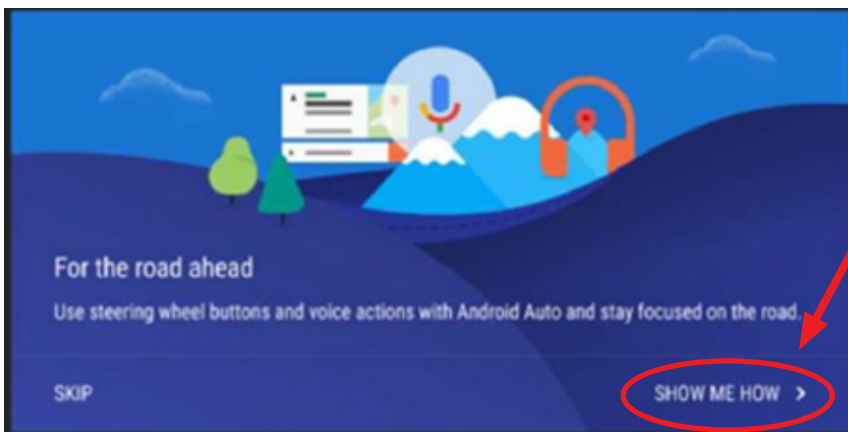 For the road ahead
Use steering wheel buttons and voice actions with Android Auto and stay focused on the road.
SKIP
SHOW ME HOW >